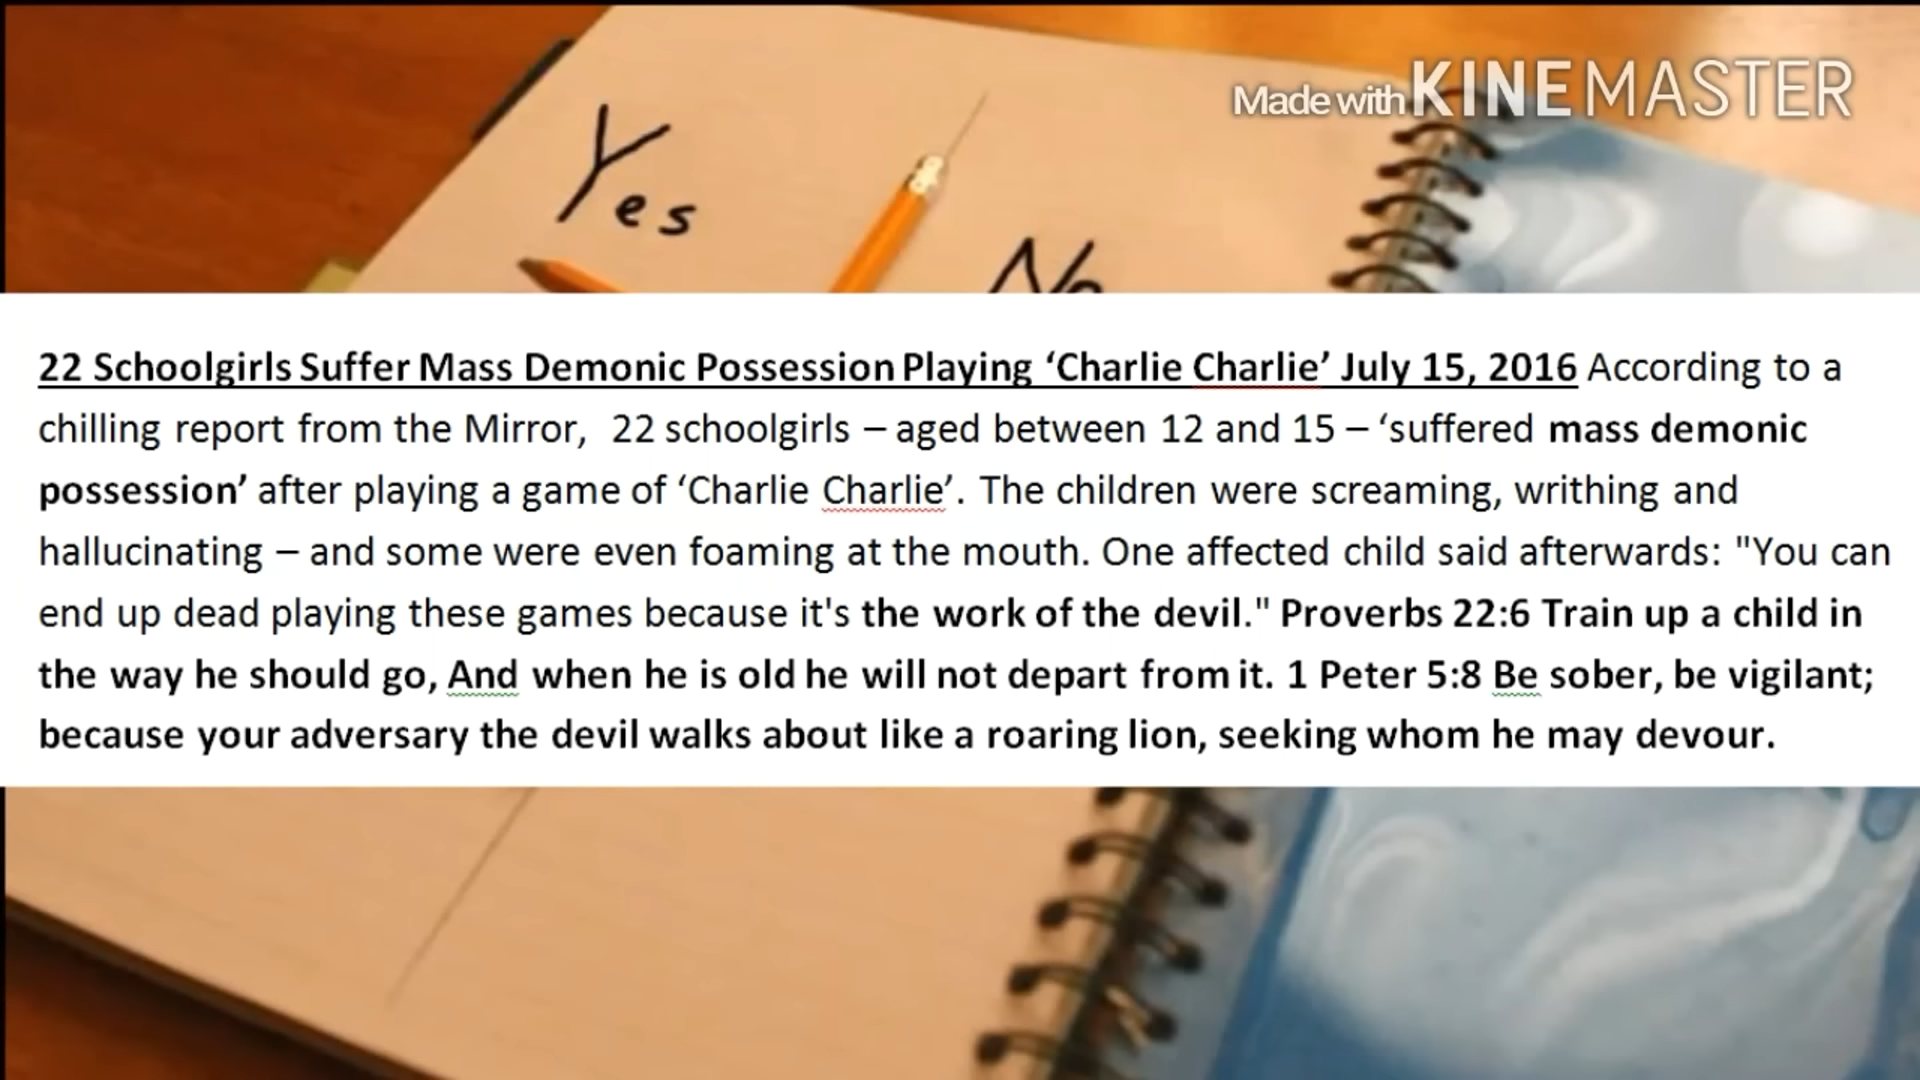 Made with KINEMASTER
Yes
No
22 Schoolgirls Suffer Mass Demonic Possession Playing ‘Charlie Charlie’ July 15, 2016 According to a
chilling report from the Mirror,  22 schoolgirls – aged between 12 and 15 – ‘suffered mass demonic
possession’ after playing a game of ‘Charlie Charlie’. The children were screaming, writhing and
hallucinating – and some were even foaming at the mouth. One affected child said afterwards: "You can
end up dead playing these games because it's the work of the devil." Proverbs 22:6 Train up a child in
the way he should go, And when he is old he will not depart from it. 1 Peter 5:8 Be sober, be vigilant;
because your adversary the devil walks about like a roaring lion, seeking whom he may devour.